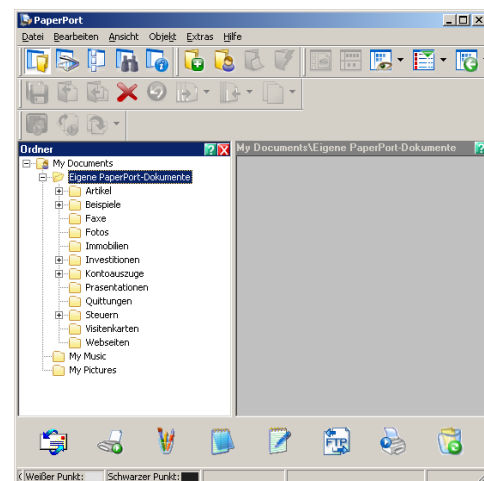 PaperPort
Datei Bearbeiten Ansicht Objekt Extras Hilfe
Ordner
My Documents\Eigene PaperPort-Dokumente
My Documents
Eigene PaperPort-Dokumente
Artikel
Beispiele
Faxe
Fotos
Immobilien
Investitionen
Kontoauszuge
Prasentationen
Quittungen
Steuern
Visitenkarten
Webseiten
My Music
My Pictures
FTP
Weißer Punkt: Schwarzer Punkt: